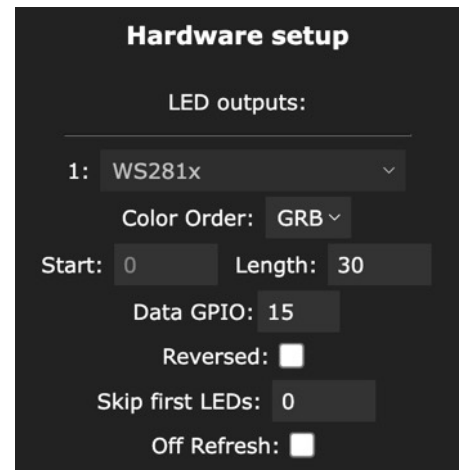 Hardware setup
LED outputs:
1: WS281x
Color Order: GRB
Start: 0 Length: 30
Data GPIO: 15
Reversed:
Skip first LEDs: 0
Off Refresh: